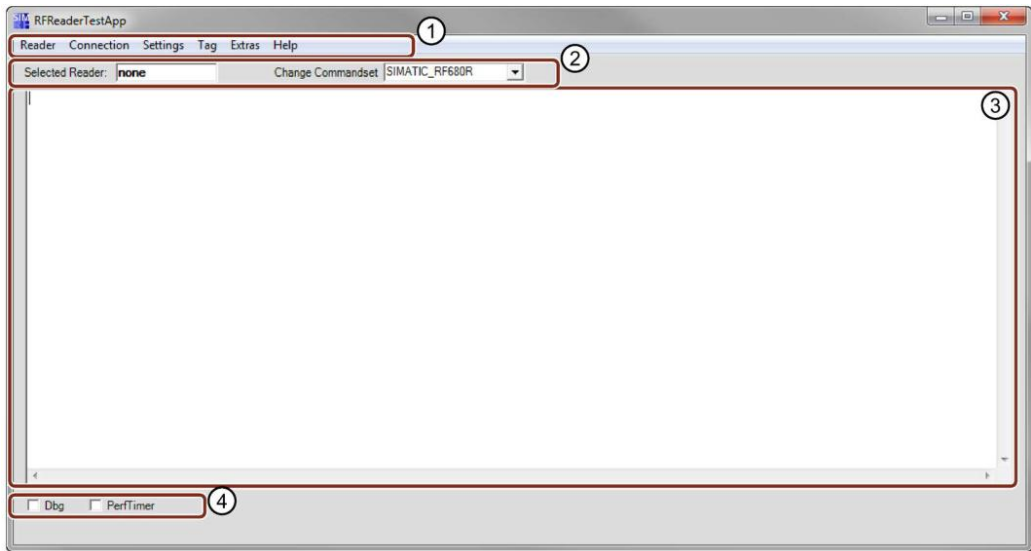 SIM RFReaderTestApp
1
Reader Connection Settings Tag Extras Help
2
Selected Reader: none Change Commandset SIMATIC_RF680R
3
Dbg PerfTimer 4